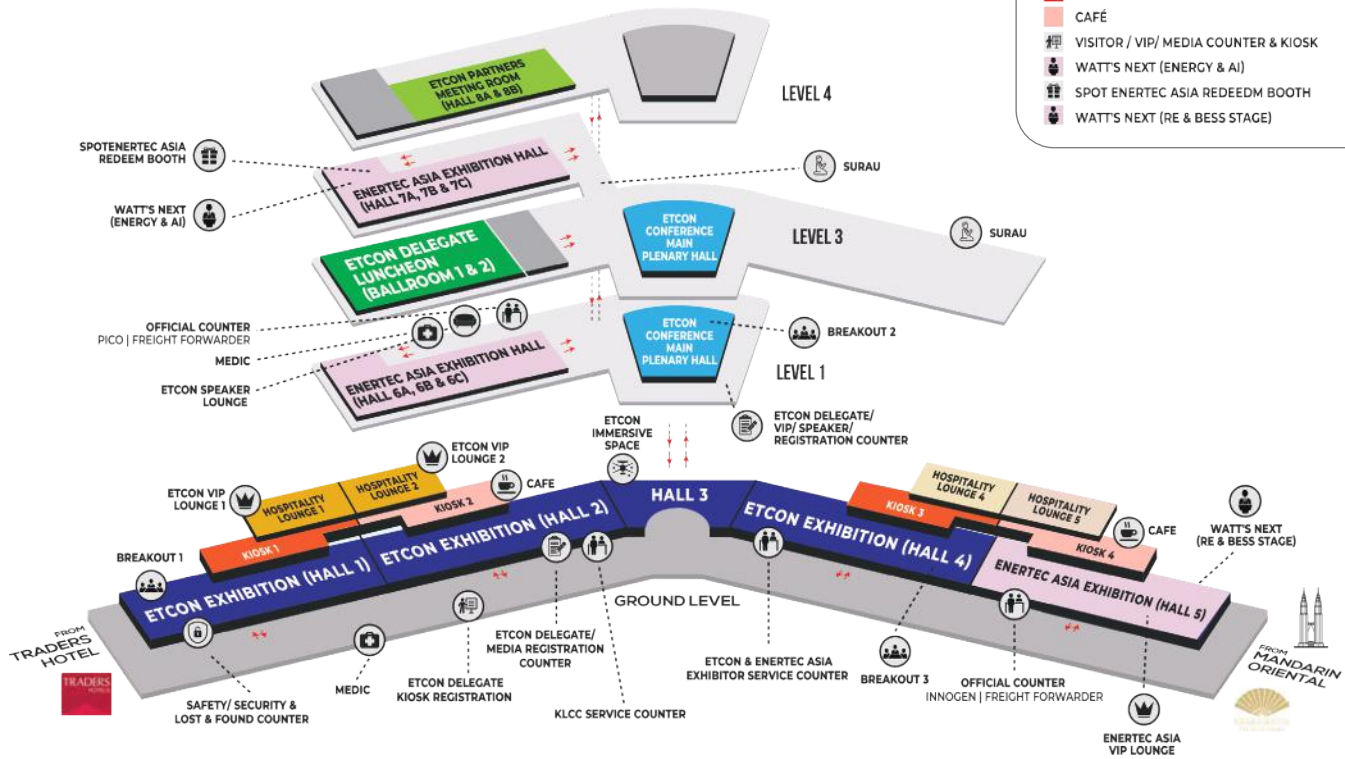 CAFÉ
VISITOR / VIP/ MEDIA COUNTER & KIOSK
WATT'S NEXT (ENERGY & AI)
SPOT ENERTEC ASIA REDEEDM BOOTH
WATT'S NEXT (RE & BESS STAGE)
ETCON PARTNERS
MEETING ROOM
(HALL 8A & 8B)
LEVEL 4
SPOTENERTEC ASIA
REDEEM BOOTH
WATT'S NEXT
(ENERGY & AI)
ENERTEC ASIA EXHIBITION HALL
(HALL 7A, 7B & 7C)
SURAU
ETCON DELEGATE
LUNCHEON
(BALLROOM 1 & 2)
ETCON
CONFERENCE
MAIN
PLENARY HALL
LEVEL 3
SURAU
OFFICIAL COUNTER
PICO | FREIGHT FORWARDER
MEDIC
ETCON SPEAKER
LOUNGE
ENERTEC ASIA EXHIBITION HALL
(HALL 6A, 6B & 6C)
ETCON
CONFERENCE
MAIN
PLENARY HALL
BREAKOUT 2
LEVEL 1
ETCON DELEGATE/
VIP/ SPEAKER/
REGISTRATION COUNTER
ETCON
IMMERSIVE
SPACE
ETCON VIP
LOUNGE 2
ETCON VIP
LOUNGE 1
HOSPITALITY
LOUNGE 1
HOSPITALITY
LOUNGE 2
CAFE
KIOSK 2
KIOSK 1
BREAKOUT 1
ETCON EXHIBITION (HALL 1)
ETCON EXHIBITION (HALL 2)
HALL 3
ETCON EXHIBITION (HALL 4)
ENERTEC ASIA EXHIBITION (HALL 5)
KIOSK 3
HOSPITALITY
LOUNGE 4
HOSPITALITY
LOUNGE 5
KIOSK 4
CAFE
WATT'S NEXT
(RE & BESS STAGE)
GROUND LEVEL
FROM
TRADERS
HOTEL
TRADERS
SAFETY/ SECURITY &
LOST & FOUND COUNTER
MEDIC
ETCON DELEGATE
KIOSK REGISTRATION
ETCON DELEGATE/
MEDIA REGISTRATION
COUNTER
KLCC SERVICE COUNTER
ETCON & ENERTEC ASIA
EXHIBITOR SERVICE COUNTER
BREAKOUT 3
OFFICIAL COUNTER
INNOGEN | FREIGHT FORWARDER
ENERTEC ASIA
VIP LOUNGE
FROM
MANDARIN
ORIENTAL